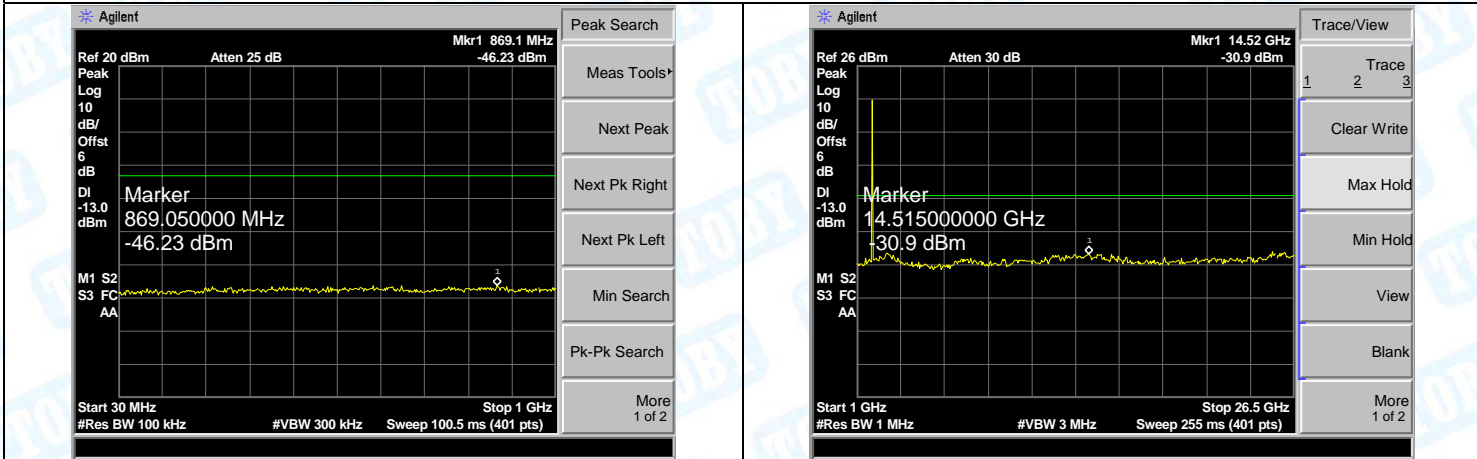 Agilent
Peak Search
Mkr1 869.1 MHz
Ref 20 dBm Atten 25 dB -46.23 dBm
Peak
Log
10
dB/
Offst
6
dB
DI
-13.0
dBm
Marker
869.050000 MHz
-46.23 dBm
1
M1 S2
S3 FC
AA
Start 30 MHz Stop 1 GHz
#Res BW 100 kHz #VBW 300 kHz Sweep 100.5 ms (401 pts)
Meas Tools
Next Peak
Next Pk Right
Next Pk Left
Min Search
Pk-Pk Search
More
1 of 2
Agilent
Trace/View
Mkr1 14.52 GHz
Ref 26 dBm Atten 30 dB -30.9 dBm
Peak
Log
10
dB/
Offst
6
dB
DI
-13.0
dBm
Marker
14.515000000 GHz
-30.9 dBm
1
M1 S2
S3 FC
AA
Start 1 GHz Stop 26.5 GHz
#Res BW 1 MHz #VBW 3 MHz Sweep 255 ms (401 pts)
Trace
1 2 3
Clear Write
Max Hold
Min Hold
View
Blank
More
1 of 2
TOBY